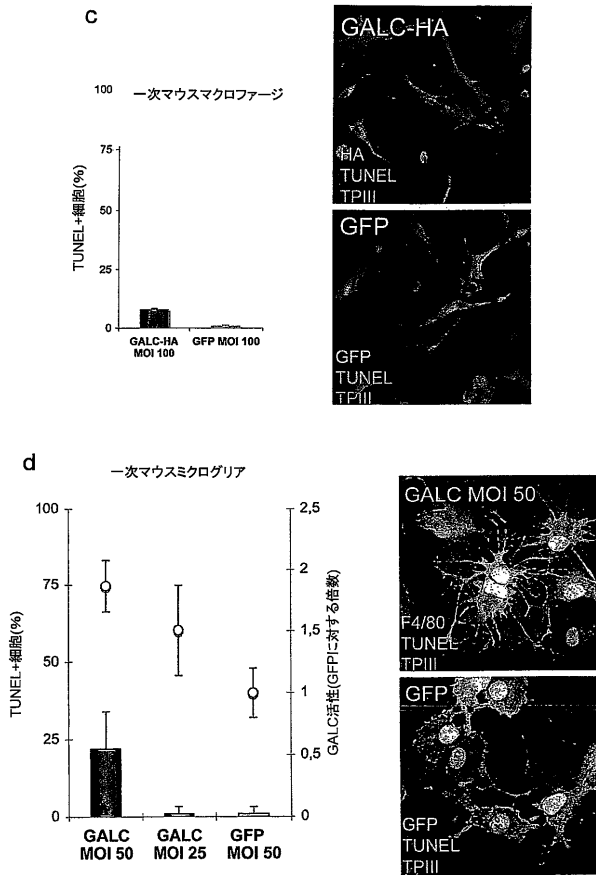 c
一次マウスマクロファージ
100
75
50
25
0
TUNEL+細胞(%)
GALC-HA
MOI 100
GFP MOI 100
GALC-HA
HA
TUNEL
TPIII
GFP
GFP
TUNEL
TPIII
d
一次マウスミクログリア
100
75
50
25
0
TUNEL+細胞(%)
2,5
2
1,5
1
0,5
0
GALC活性(GFPに対する倍数)
GALC
MOI 50
GALC
MOI 25
GFP
MOI 50
GALC MOI 50
F4/80
TUNEL
TPIII
GFP
GFP
TUNEL
TPIII